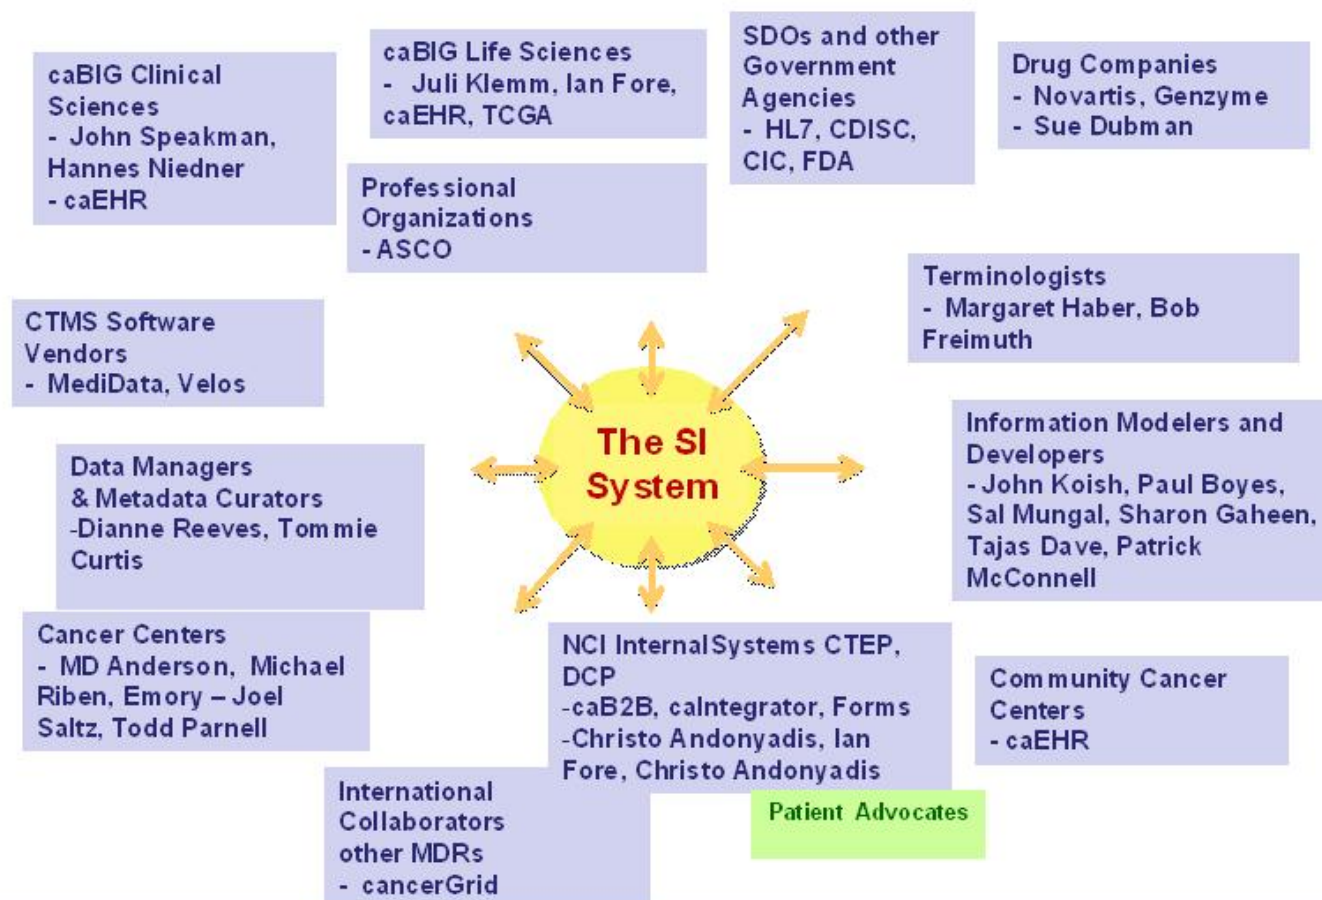 caBIG Clinical
Sciences
- John Speakman,
Hannes Niedner
- caEHR
caBIG Life Sciences
- Juli Klemm, Ian Fore,
caEHR, TCGA
SDOs and other
Government
Agencies
- HL7, CDISC,
CIC, FDA
Drug Companies
- Novartis, Genzyme
- Sue Dubman
Professional
Organizations
- ASCO
Terminologists
- Margaret Haber, Bob
Freimuth
CTMS Software
Vendors
- MediData, Velos
The SI
System
Information Modelers and
Developers
- John Koish, Paul Boyes,
Sal Mungal, Sharon Gaheen,
Tajas Dave, Patrick
McConnell
Data Managers
& Metadata Curators
-Dianne Reeves, Tommie
Curtis
Cancer Centers
- MD Anderson, Michael
Riben, Emory – Joel
Saltz, Todd Parnell
NCI InternalSystems CTEP,
DCP
-caB2B, caIntegrator, Forms
-Christo Andonyadis, Ian
Fore, Christo Andonyadis
Community Cancer
Centers
- caEHR
International
Collaborators
other MDRs
- cancerGrid
Patient Advocates